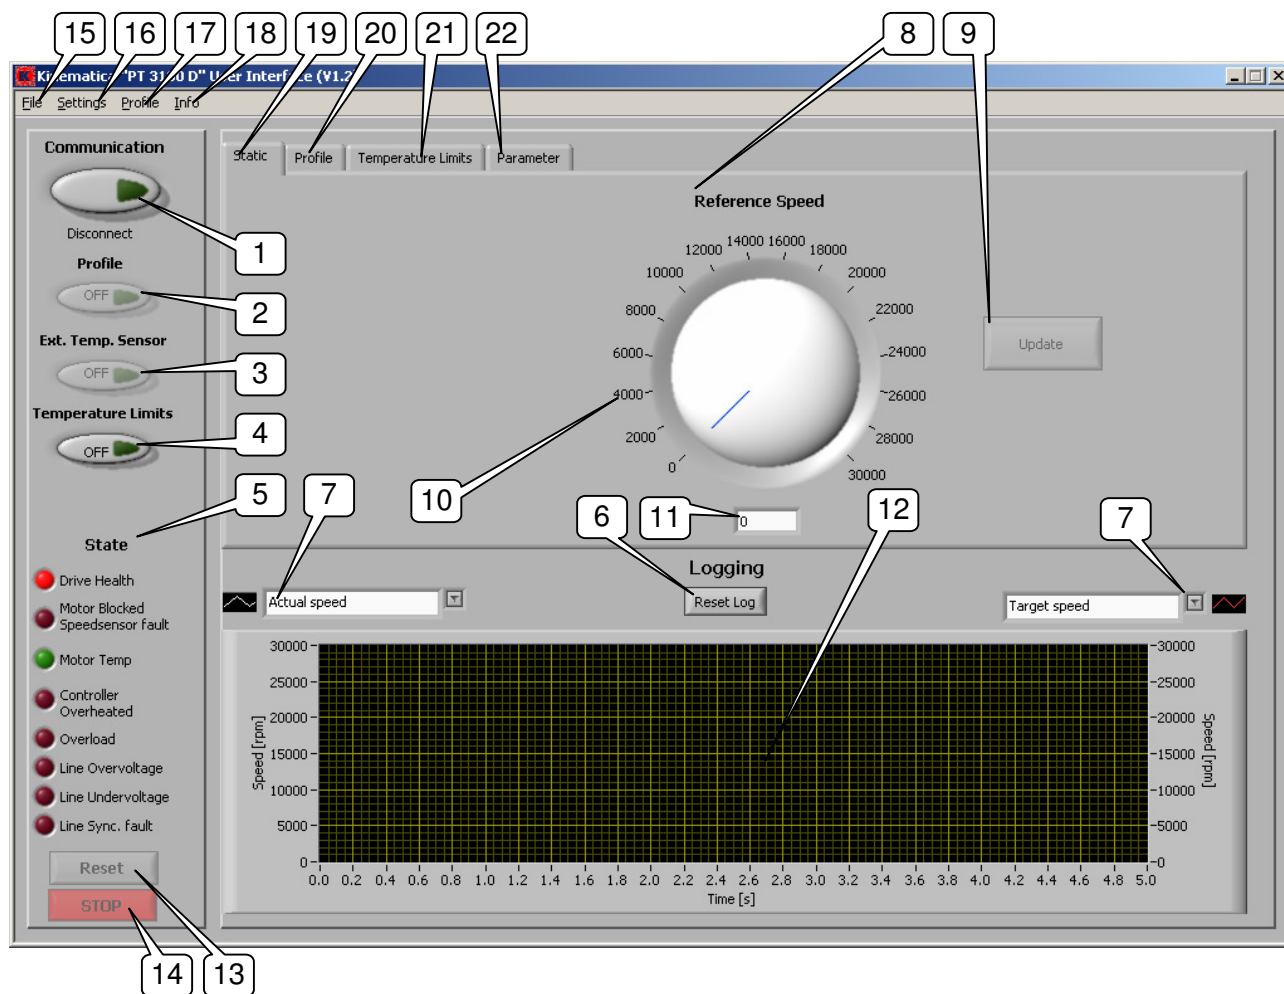 15 16 17 18 19 20 21 22 8 9
Kinematica "PT 3100 D" User Interface (V1.2)
File Settings Profile Info
Communication
Disconnect
1
Profile
OFF
2
Ext. Temp. Sensor
OFF
3
Temperature Limits
OFF
4
5
State
Drive Health
Motor Blocked
Speedsensor fault
Motor Temp
Controller
Overheated
Overload
Line Overvoltage
Line Undervoltage
Line Sync. fault
Reset
STOP
14 13
Static Profile Temperature Limits Parameter
Reference Speed
0
2000
4000
6000
8000
10000
12000
14000
16000
18000
20000
22000
24000
26000
28000
30000
Update
10
11
0
12
7
6
7
Logging
Actual speed
Reset Log
Target speed
30000
25000
20000
15000
10000
5000
0
Speed [rpm]
30000
25000
20000
15000
10000
5000
0
Speed [rpm]
0.0 0.2 0.4 0.6 0.8 1.0 1.2 1.4 1.6 1.8 2.0 2.2 2.4 2.6 2.8 3.0 3.2 3.4 3.6 3.8 4.0 4.2 4.4 4.6 4.8 5.0
Time [s]